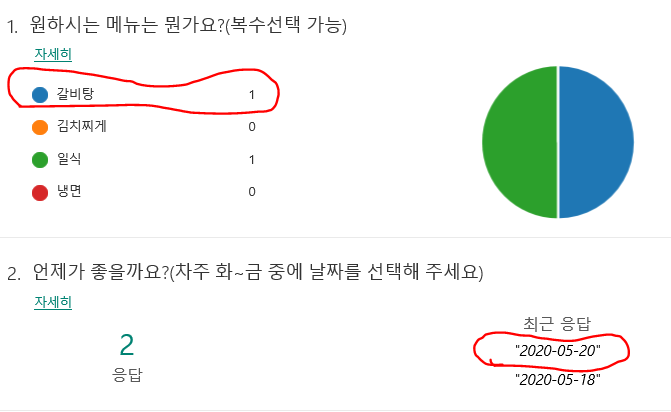 1. 원하시는 메뉴는 뭔가요?(복수선택 가능)
자세히
갈비탕 1
김치찌게 0
일식 1
냉면 0
2. 언제가 좋을까요?(차주 화~금 중에 날짜를 선택해 주세요)
자세히
2
응답
최근 응답
"2020-05-20"
"2020-05-18"